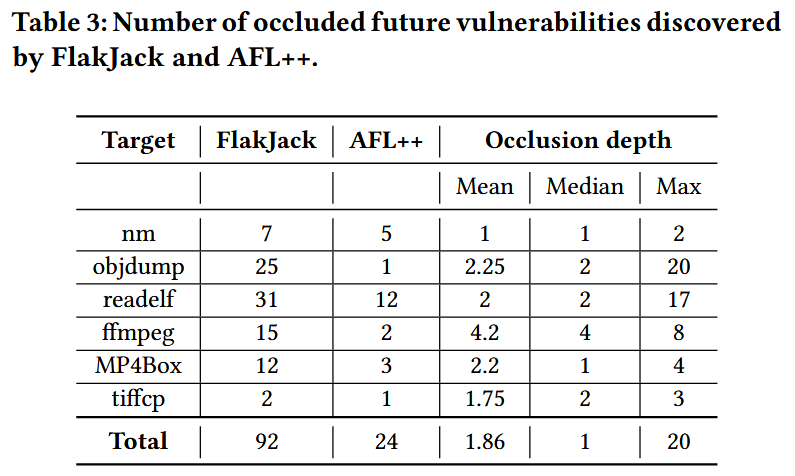 Table 3: Number of occluded future vulnerabilities discovered
by FlakJack and AFL++.
Target FlakJack AFL++ Occlusion depth
Mean Median Max
nm 7 5 1 1 2
objdump 25 1 2.25 2 20
readelf 31 12 2 2 17
ffmpeg 15 2 4.2 4 8
MP4Box 12 3 2.2 1 4
tiffcp 2 1 1.75 2 3
Total 92 24 1.86 1 20